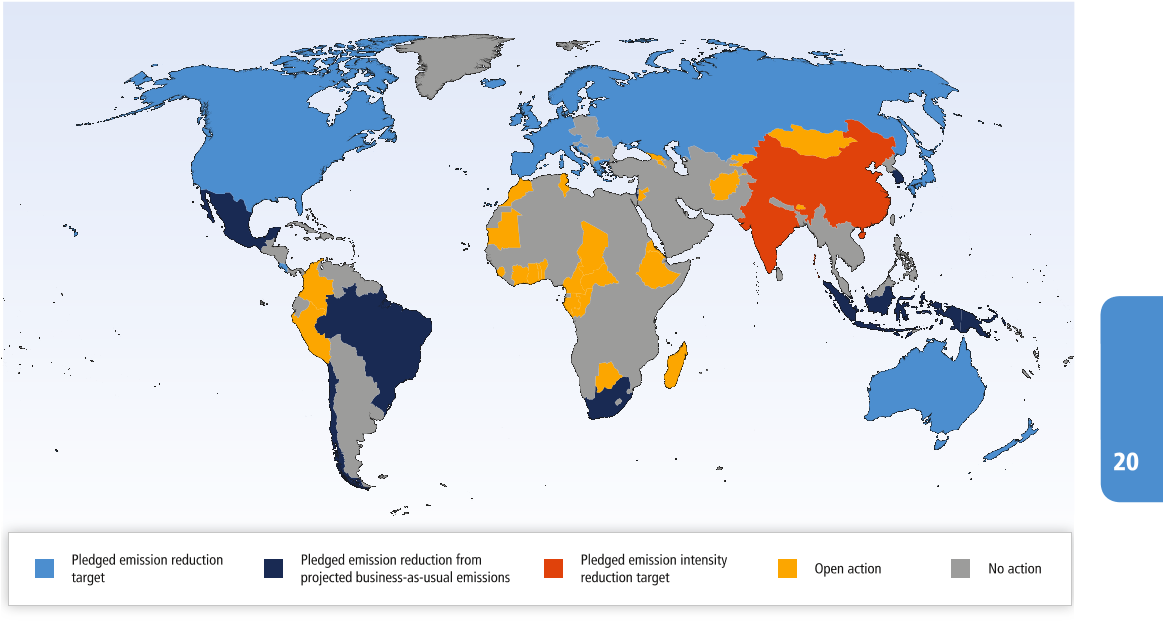 20
Pledged emission reduction
target
Pledged emission reduction from
projected business-as-usual emissions
Pledged emission intensity
reduction target
Open action
No action